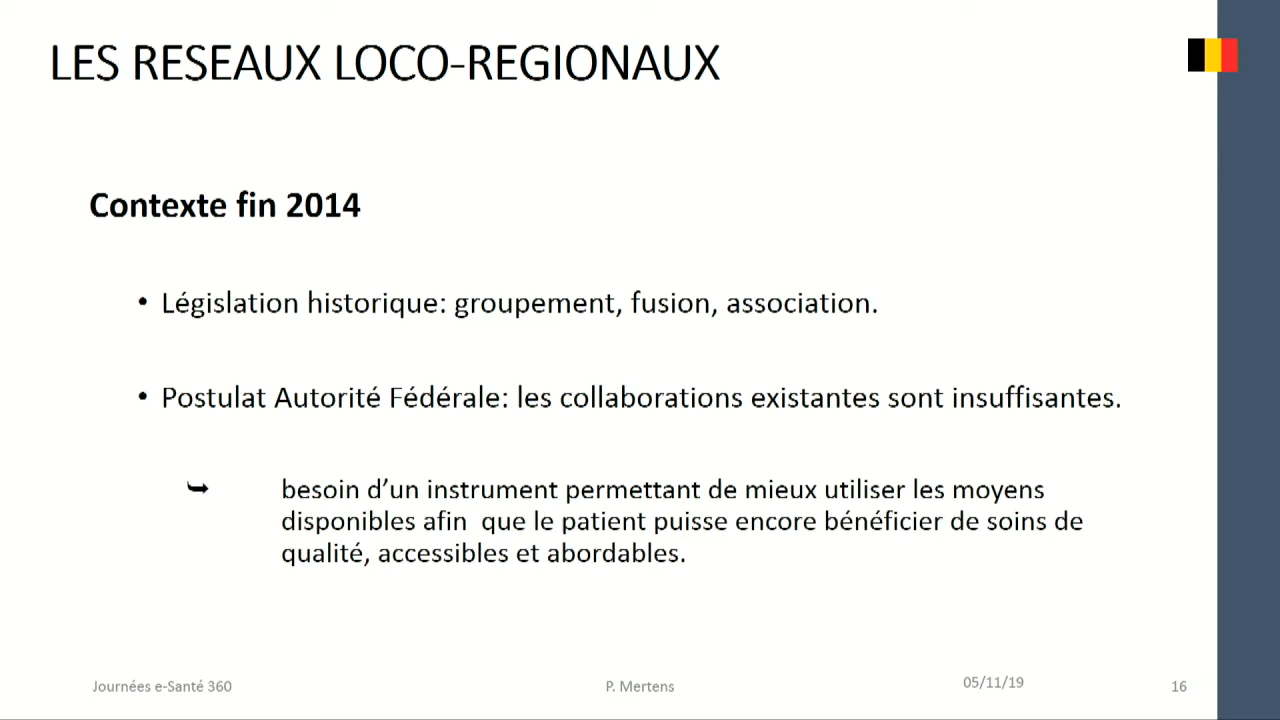 LES RESEAUX LOCO-REGIONAUX
Contexte fin 2014
• Législation historique: groupement, fusion, association.
• Postulat Autorité Fédérale: les collaborations existantes sont insuffisantes.
besoin d’un instrument permettant de mieux utiliser les moyens
disponibles afin que le patient puisse encore bénéficier de soins de
qualité, accessibles et abordables.
Journées e-Santé 360
P. Mertens
05/11/19
16